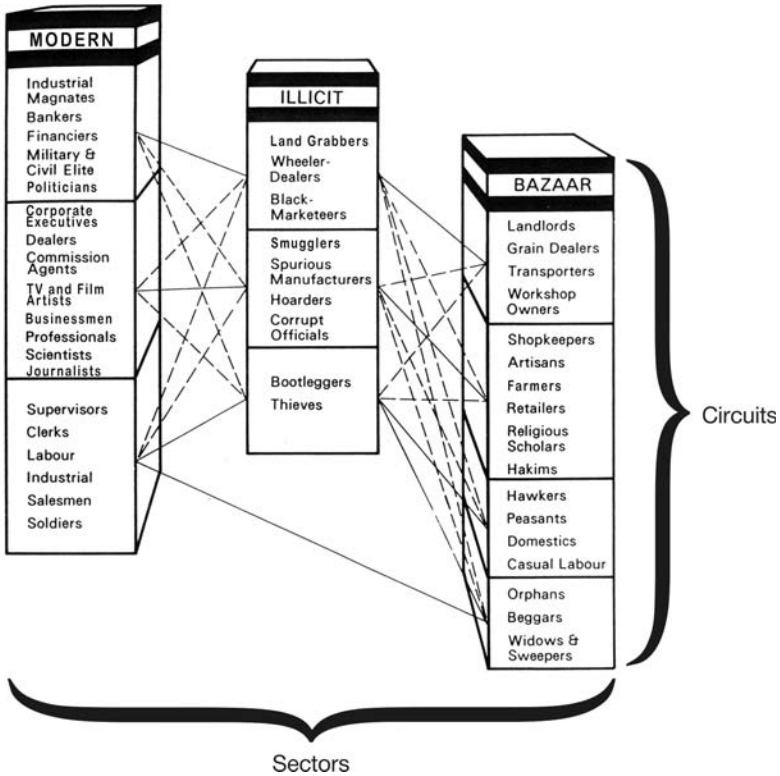 MODERN
Industrial
Magnates
Bankers
Financiers
Military &
Civil Elite
Politicians
Corporate
Executives
Dealers
Commission
Agents
TV and Film
Artists
Businessmen
Professionals
Scientists
Journalists
Supervisors
Clerks
Labour
Industrial
Salesmen
Soldiers
ILLICIT
Land Grabbers
Wheeler-
Dealers
Black-
Marketeers
Smugglers
Spurious
Manufacturers
Hoarders
Corrupt
Officials
Bootleggers
Thieves
BAZAAR
Landlords
Grain Dealers
Transporters
Workshop
Owners
Shopkeepers
Artisans
Farmers
Retailers
Religious
Scholars
Hakims
Hawkers
Peasants
Domestics
Casual Labour
Orphans
Beggars
Widows &
Sweepers
Circuits
Sectors